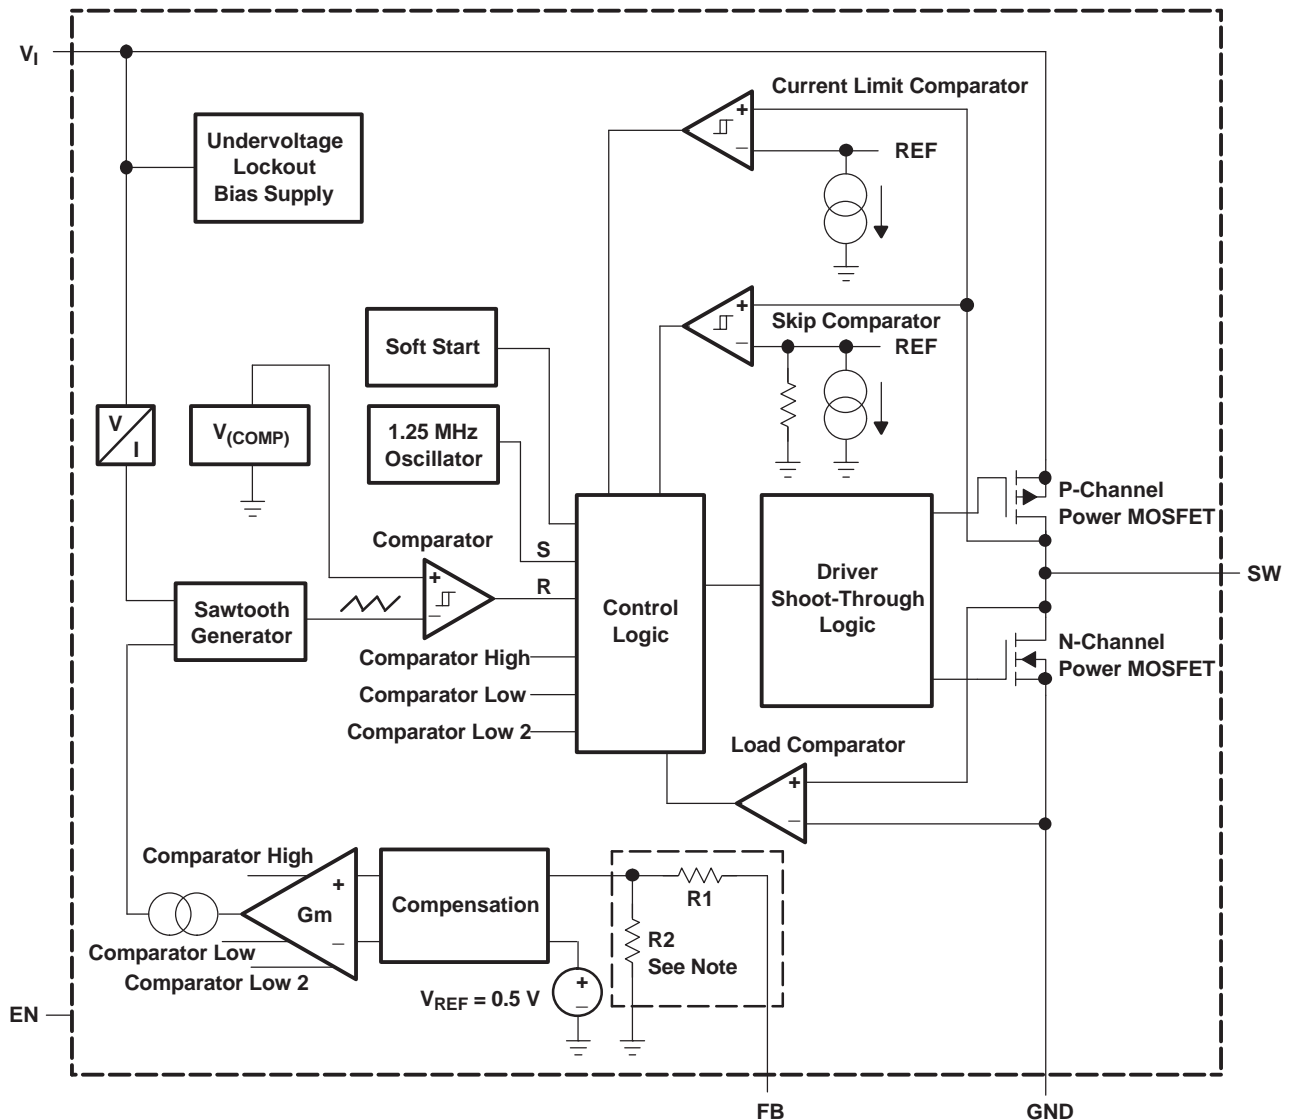 V_I
Current Limit Comparator
+
–
REF
Undervoltage
Lockout
Bias Supply
+
–
Skip Comparator
REF
Soft Start
V
I
V_(COMP)
1.25 MHz
Oscillator
P-Channel
Power MOSFET
Comparator
+
–
S
R
SW
Sawtooth
Generator
Control
Logic
Driver
Shoot-Through
Logic
N-Channel
Power MOSFET
Comparator High
Comparator Low
Comparator Low 2
Load Comparator
+
–
Comparator High
+
Gm
–
Compensation
R1
R2
See Note
Comparator Low
Comparator Low 2
V_REF = 0.5 V
+
–
EN
FB
GND